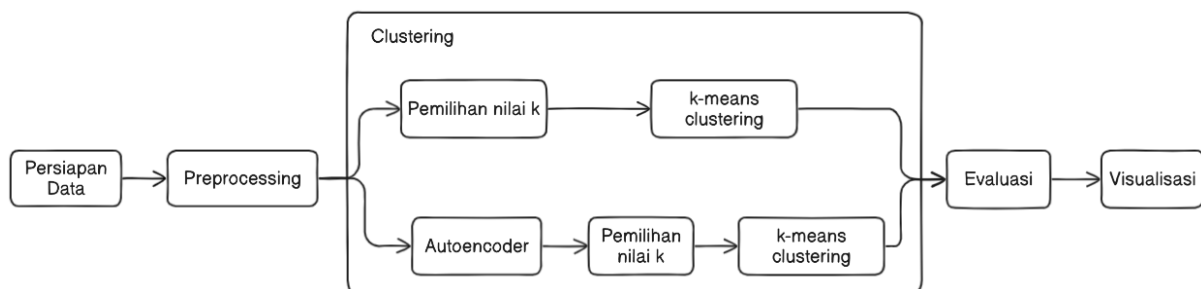 Clustering
Pemilihan nilai k
k-means
clustering
Persiapan
Data
Preprocessing
Evaluasi
Visualisasi
Autoencoder
Pemilihan
nilai k
k-means
clustering